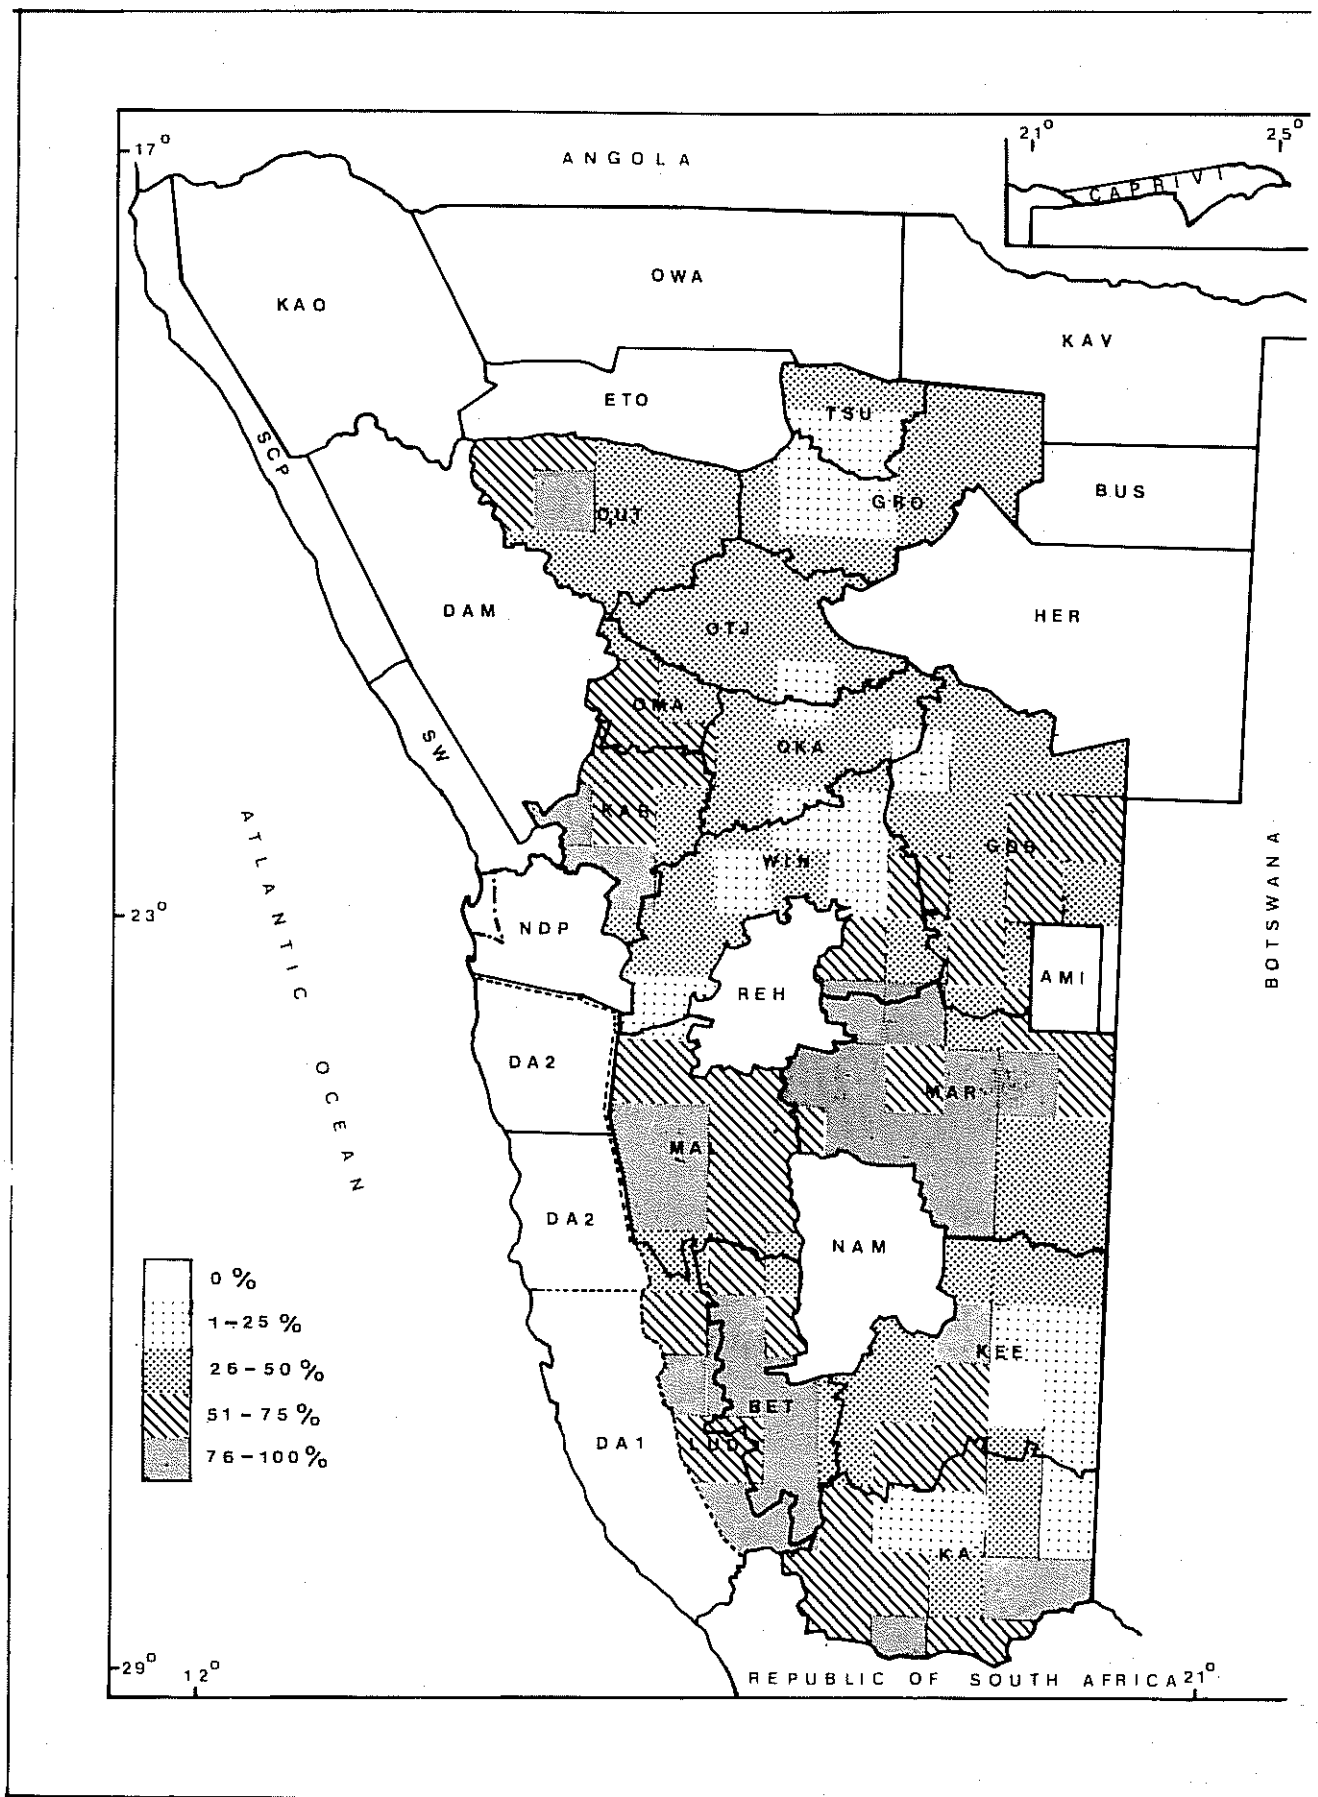 17°
ANGOLA
21°
25°
CAPRIVI
OWA
KAO
KAV
ETO
TSU
SCP
BUS
GRO
OUT
DAM
HER
OTJ
OMA
SW
OKA
KAR
ATLANTIC OCEAN
GOB
WIN
BOTSWANA
23°
NDP
AMI
REH
DA2
MAR
MA
DA2
NAM
0 %
1-25 %
KEE
26-50 %
BET
51-75 %
DA1
LUD
76-100 %
KA
29°
12°
REPUBLIC OF SOUTH AFRICA
21°